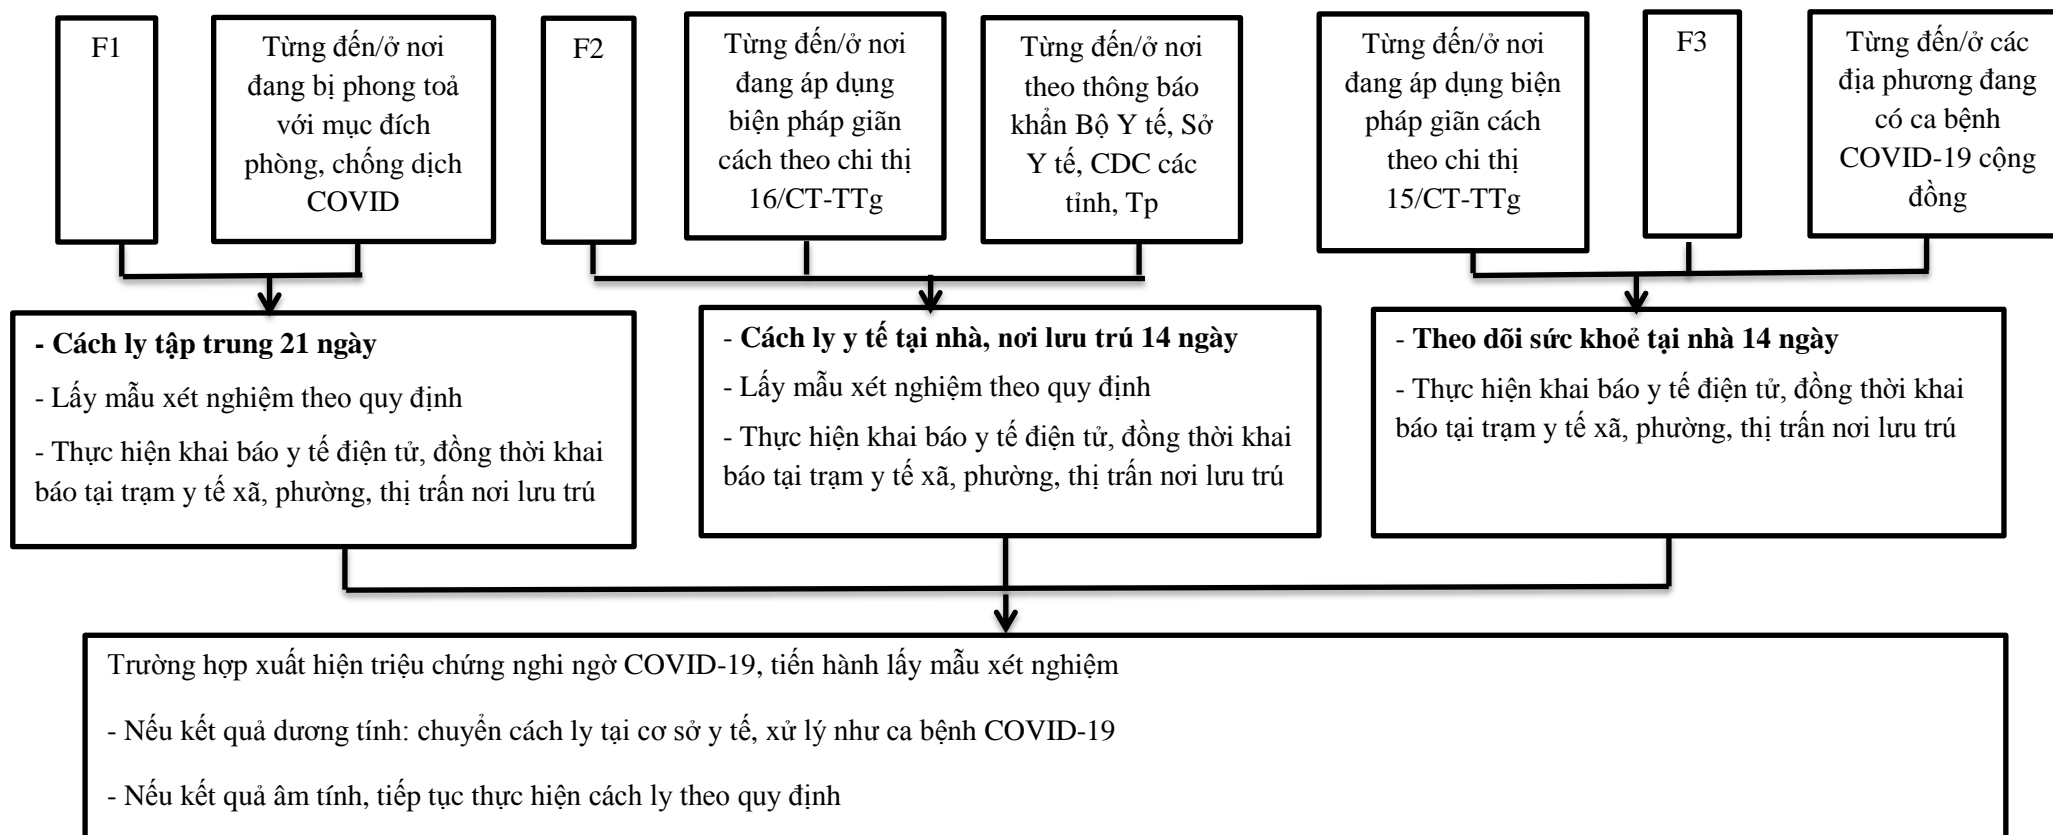 F1
Từng đến/ở nơi
đang bị phong toả
với mục đích
phòng, chống dịch
COVID
F2
Từng đến/ở nơi
đang áp dụng
biện pháp giãn
cách theo chi thị
16/CT-TTg
Từng đến/ở nơi
theo thông báo
khẩn Bộ Y tế, Sở
Y tế, CDC các
tỉnh, Tp
Từng đến/ở nơi
đang áp dụng biện
pháp giãn cách
theo chi thị
15/CT-TTg
F3
Từng đến/ở các
địa phương đang
có ca bệnh
COVID-19 cộng
đồng
- Cách ly tập trung 21 ngày
- Lấy mẫu xét nghiệm theo quy định
- Thực hiện khai báo y tế điện tử, đồng thời khai
báo tại trạm y tế xã, phường, thị trấn nơi lưu trú
- Cách ly y tế tại nhà, nơi lưu trú 14 ngày
- Lấy mẫu xét nghiệm theo quy định
- Thực hiện khai báo y tế điện tử, đồng thời khai
báo tại trạm y tế xã, phường, thị trấn nơi lưu trú
- Theo dõi sức khoẻ tại nhà 14 ngày
- Thực hiện khai báo y tế điện tử, đồng thời khai
báo tại trạm y tế xã, phường, thị trấn nơi lưu trú
Trường hợp xuất hiện triệu chứng nghi ngờ COVID-19, tiến hành lấy mẫu xét nghiệm
- Nếu kết quả dương tính: chuyển cách ly tại cơ sở y tế, xử lý như ca bệnh COVID-19
- Nếu kết quả âm tính, tiếp tục thực hiện cách ly theo quy định